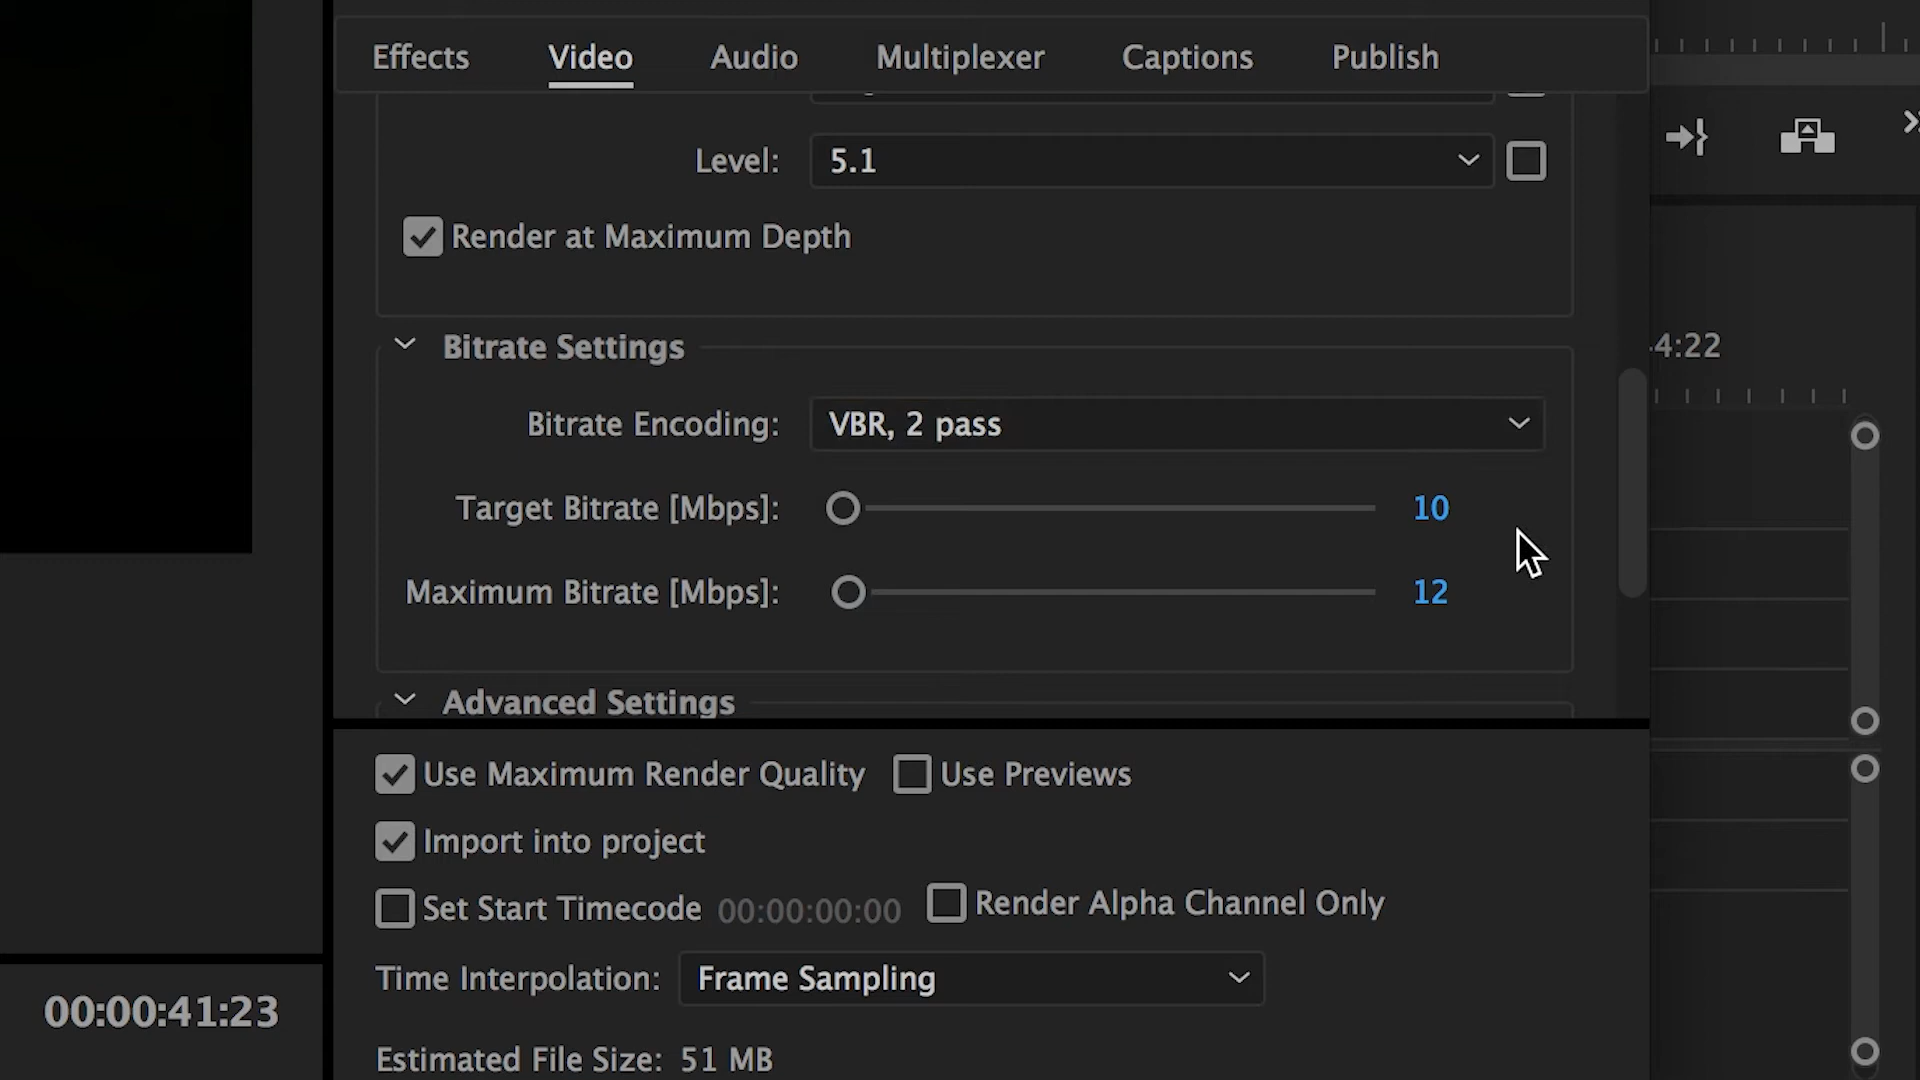 Effects Video Audio Multiplexer Captions Publish
Level: 5.1
Render at Maximum Depth
Bitrate Settings
4:22
Bitrate Encoding: VBR, 2 pass
Target Bitrate [Mbps]: 10
Maximum Bitrate [Mbps]: 12
Advanced Settings
Use Maximum Render Quality Use Previews
Import into project
Set Start Timecode 00:00:00:00 Render Alpha Channel Only
Time Interpolation: Frame Sampling
00:00:41:23
Estimated File Size: 51 MB